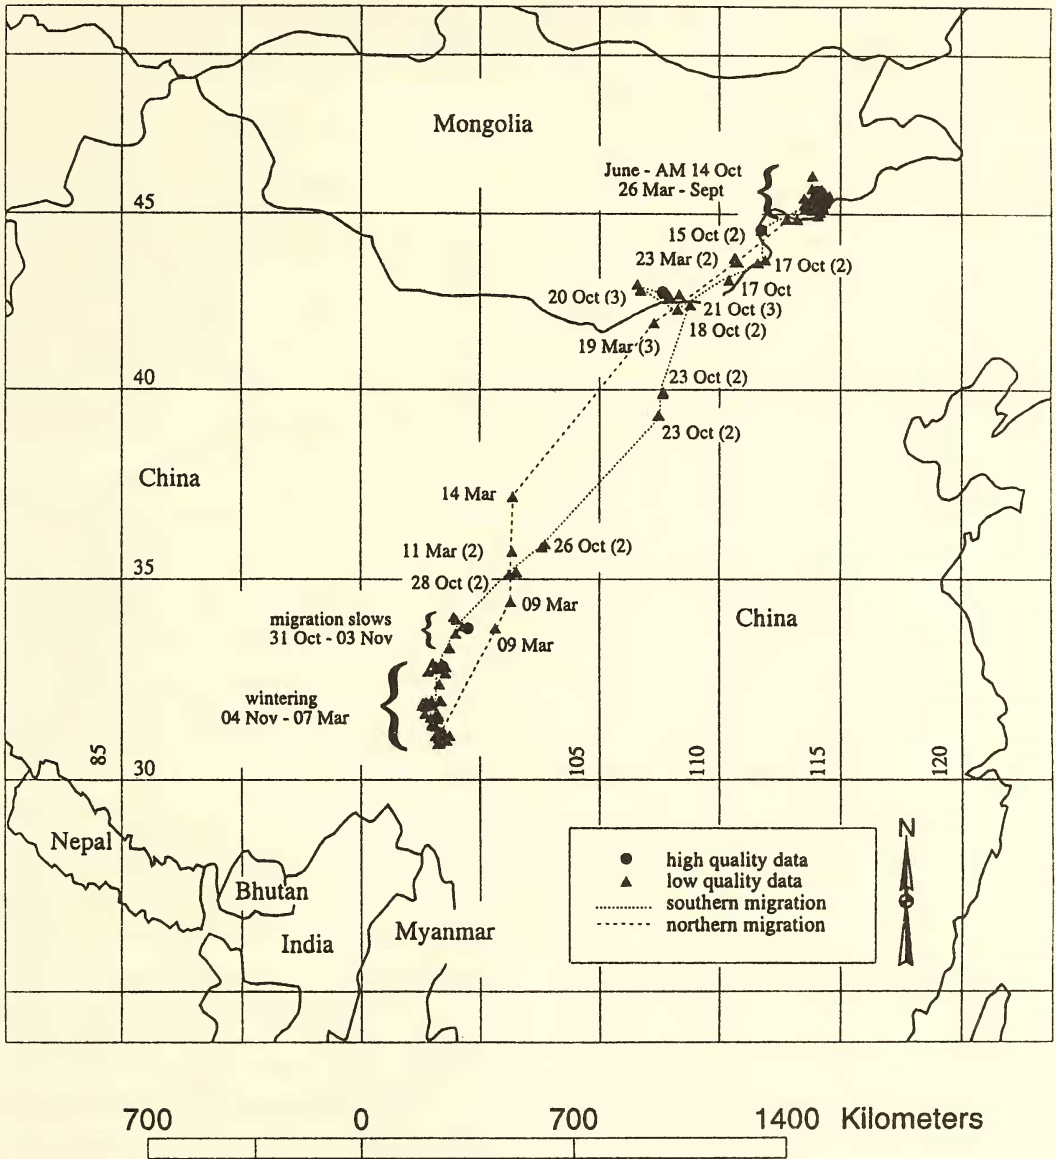 Mongolia
June - AM 14 Oct
26 Mar - Sept
45
15 Oct (2)
23 Mar (2)
17 Oct (2)
17 Oct
20 Oct (3)
21 Oct (3)
18 Oct (2)
19 Mar (3)
40
23 Oct (2)
23 Oct (2)
China
14 Mar
11 Mar (2)
26 Oct (2)
35
28 Oct (2)
09 Mar
migration slows
31 Oct - 03 Nov
09 Mar
China
wintering
04 Nov - 07 Mar
85
30
105
110
115
120
Nepal
Bhutan
India
Myanmar
N
high quality data
low quality data
southern migration
northern migration
700 0 700 1400 Kilometers